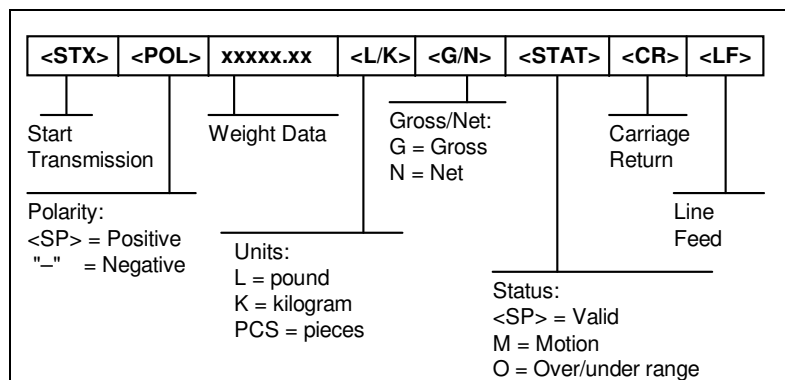 <STX> <POL> xxxxx.xx <L/K> <G/N> <STAT> <CR> <LF>
Start
Transmission
Weight Data
Gross/Net:
G = Gross
N = Net
Carriage
Return
Polarity:
<SP> = Positive
"–" = Negative
Units:
L = pound
K = kilogram
PCS = pieces
Line
Feed
Status:
<SP> = Valid
M = Motion
O = Over/under range